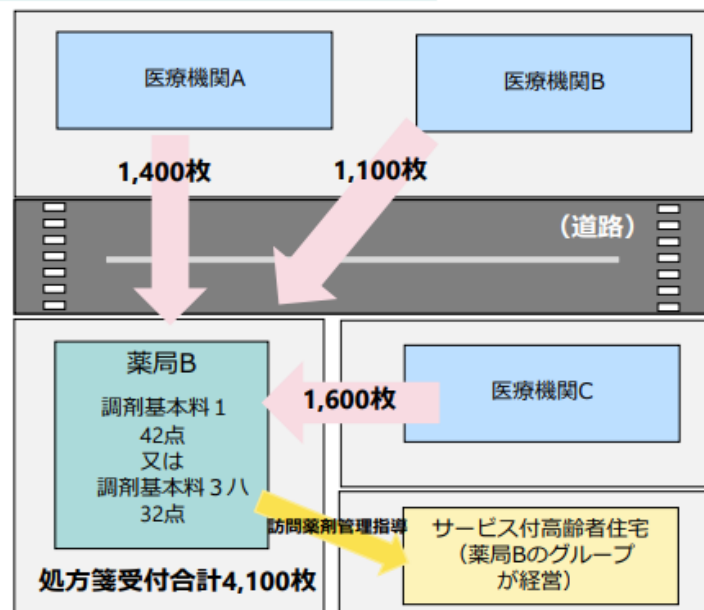 医療機関A
医療機関B
1,400枚
1,100枚
（道路）
薬局B
調剤基本料１
42点
又は
調剤基本料３ハ
32点
1,600枚
医療機関C
訪問薬剤管理指導
サービス付高齢者住宅
（薬局Bのグループ
が経営）
処方箋受付合計4,100枚